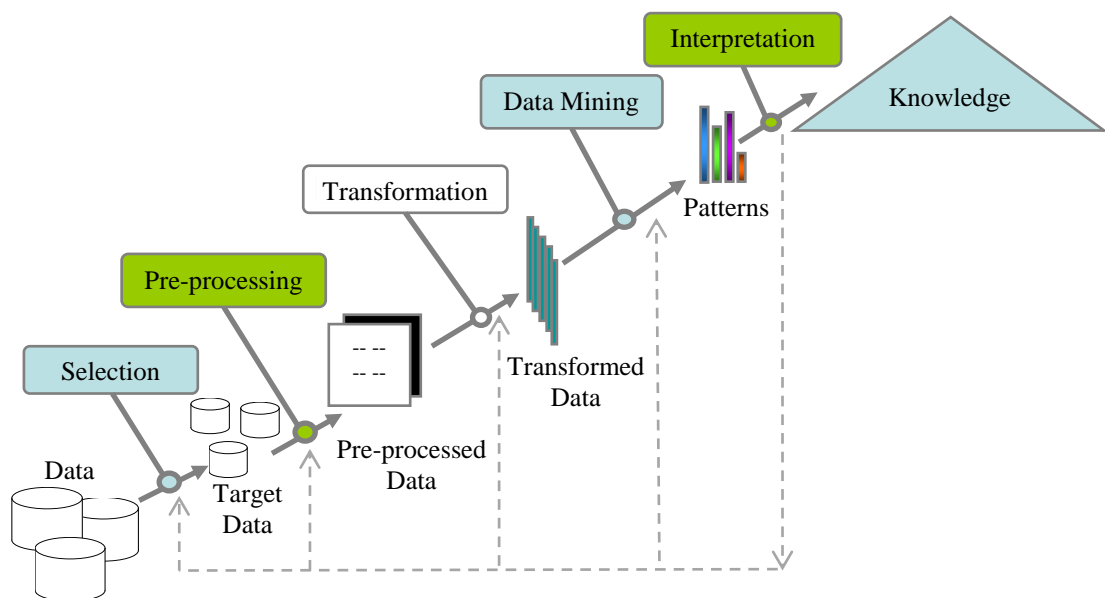 Interpretation
Knowledge
Data Mining
Patterns
Transformation
Transformed
Data
Pre-processing
-- --
-- --
Pre-processed
Data
Selection
Target
Data
Data